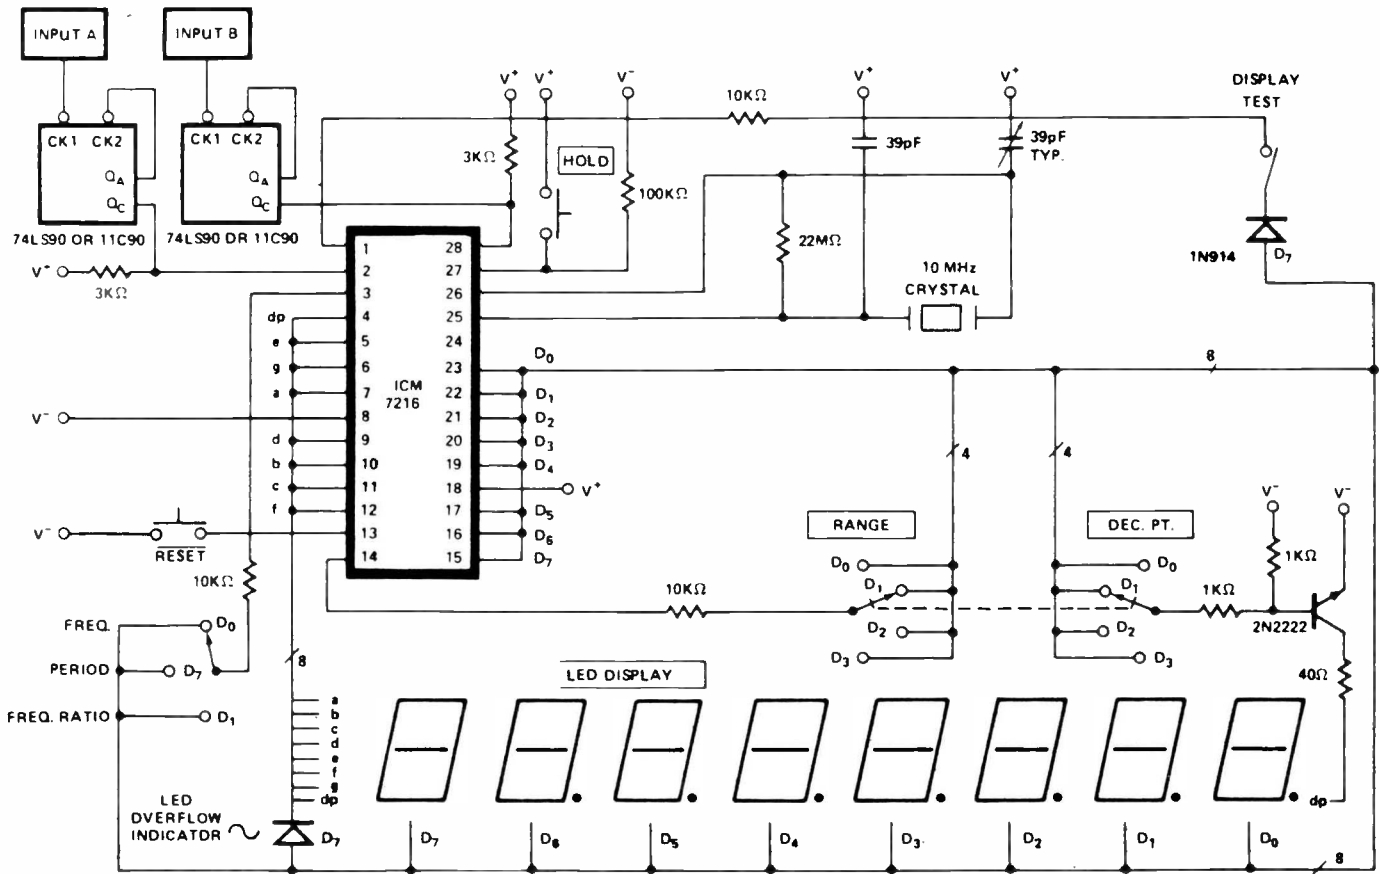 INPUT A
INPUT B
CK1 CK2
QA
QC
74LS90 OR 11C90
CK1 CK2
QA
QC
74LS90 DR 11C90
V+
3KΩ
V+
3KΩ
V+
HOLD
V-
100KΩ
10KΩ
V+
39pF
V+
39pF
TYP.
DISPLAY
TEST
1N914
D7
22MΩ
10 MHz
CRYSTAL
ICM
7216
1
2
3
4
5
6
7
8
9
10
11
12
13
14
28
27
26
25
24
23
22
21
20
19
18
17
16
15
dp
e
g
a
V-
d
b
c
f
V-
RESET
D0
D1
D2
D3
D4
V+
D5
D6
D7
8
4
4
RANGE
DEC. PT.
D0
D1
D2
D3
D0
D1
D2
D3
10KΩ
1KΩ
V-
1KΩ
V-
2N2222
40Ω
dp
10KΩ
FREQ.
D0
PERIOD
D7
FREQ. RATIO
D1
8
a
b
c
d
e
f
g
dp
LED
DVERFLOW
INDICATDR
D7
LED DISPLAY
D7
D6
D5
D4
D3
D2
D1
D0
8